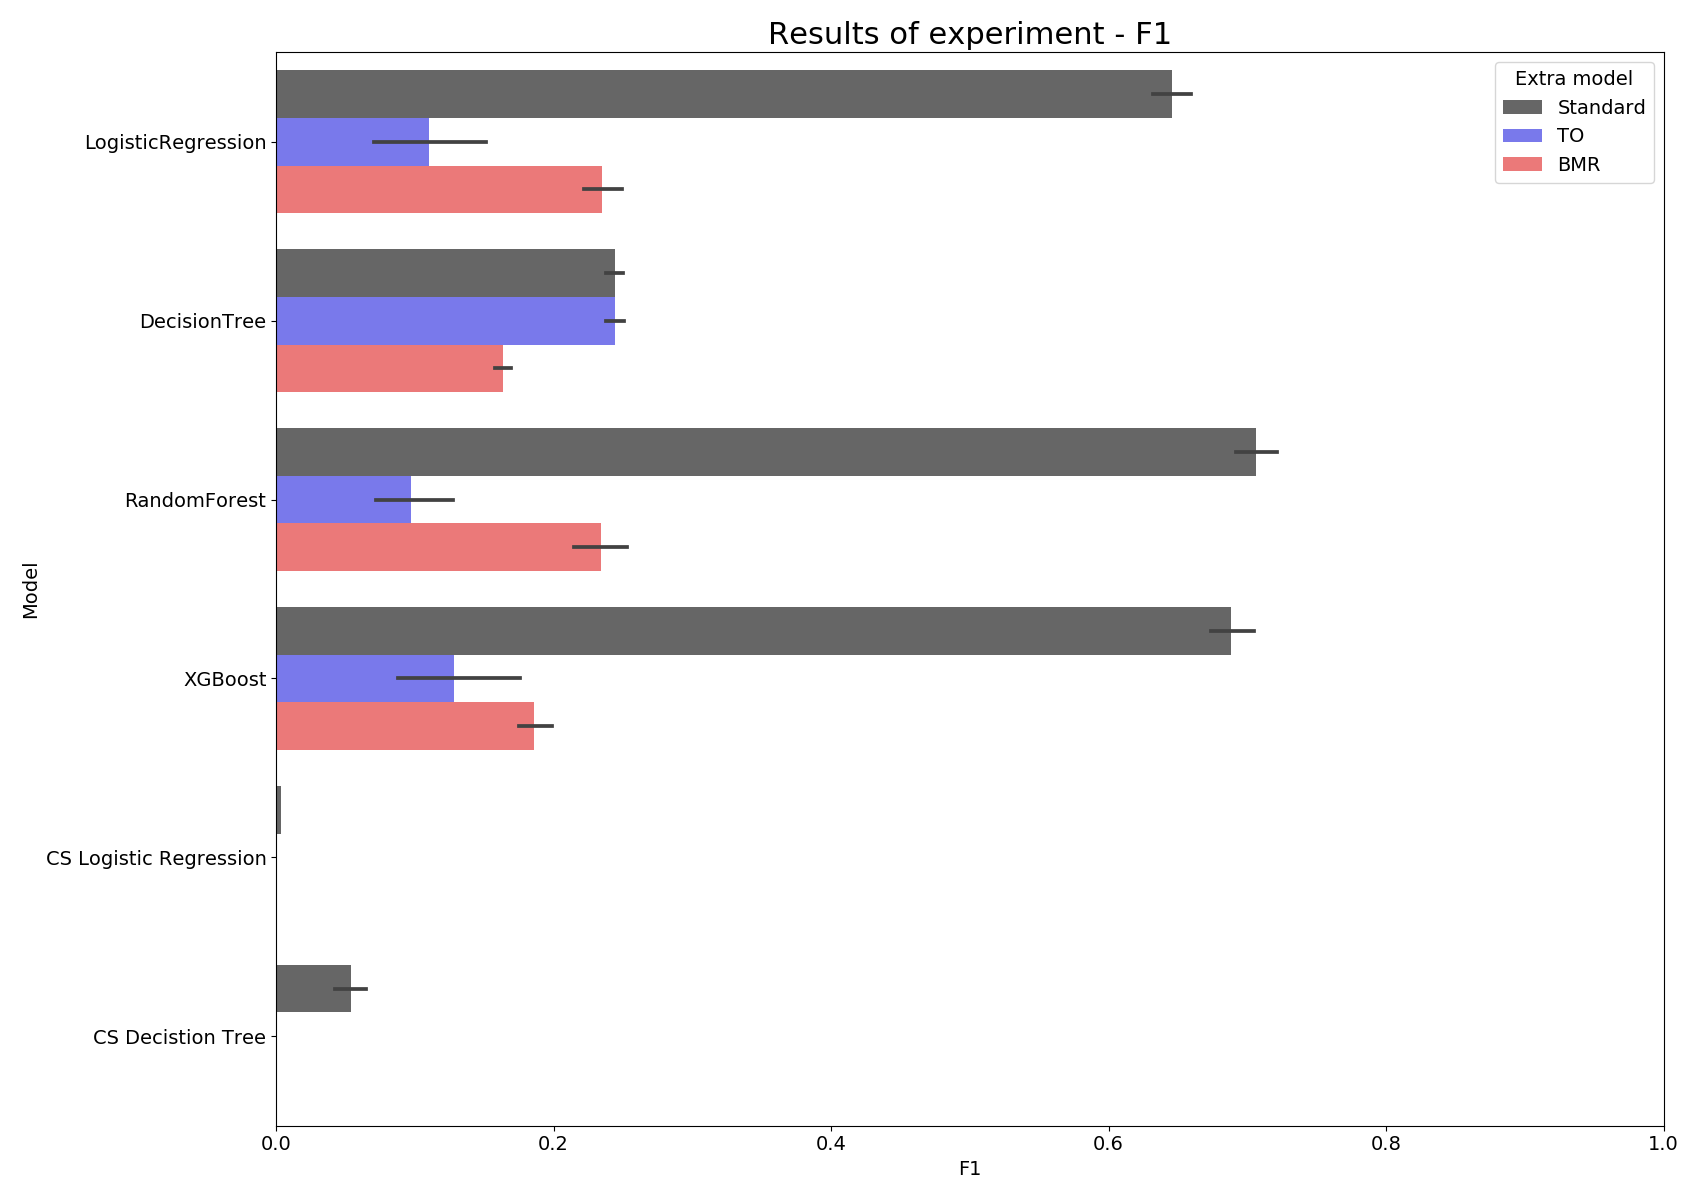 Results of experiment - F1
Extra model
Standard
TO
BMR
LogisticRegression
DecisionTree
RandomForest
XGBoost
CS Logistic Regression
CS Decistion Tree
Model
0.0 0.2 0.4 0.6 0.8 1.0
F1